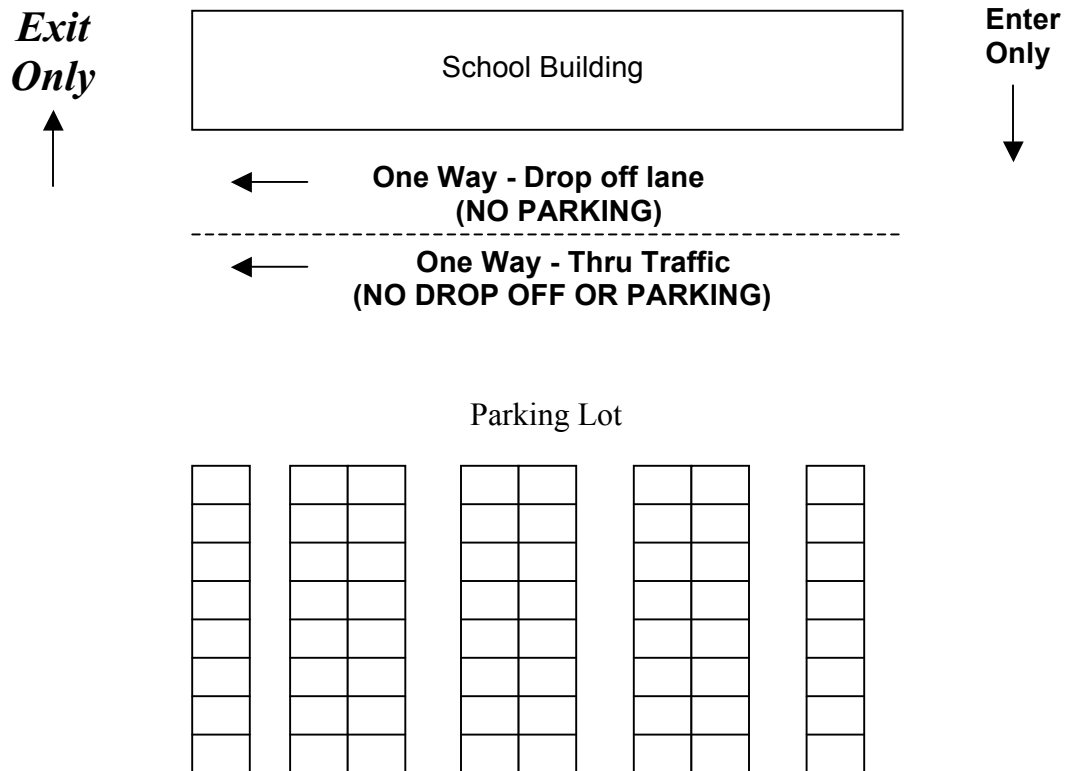 Exit
Only
School Building
Enter
Only
One Way - Drop off lane
(NO PARKING)
One Way - Thru Traffic
(NO DROP OFF OR PARKING)
Parking Lot